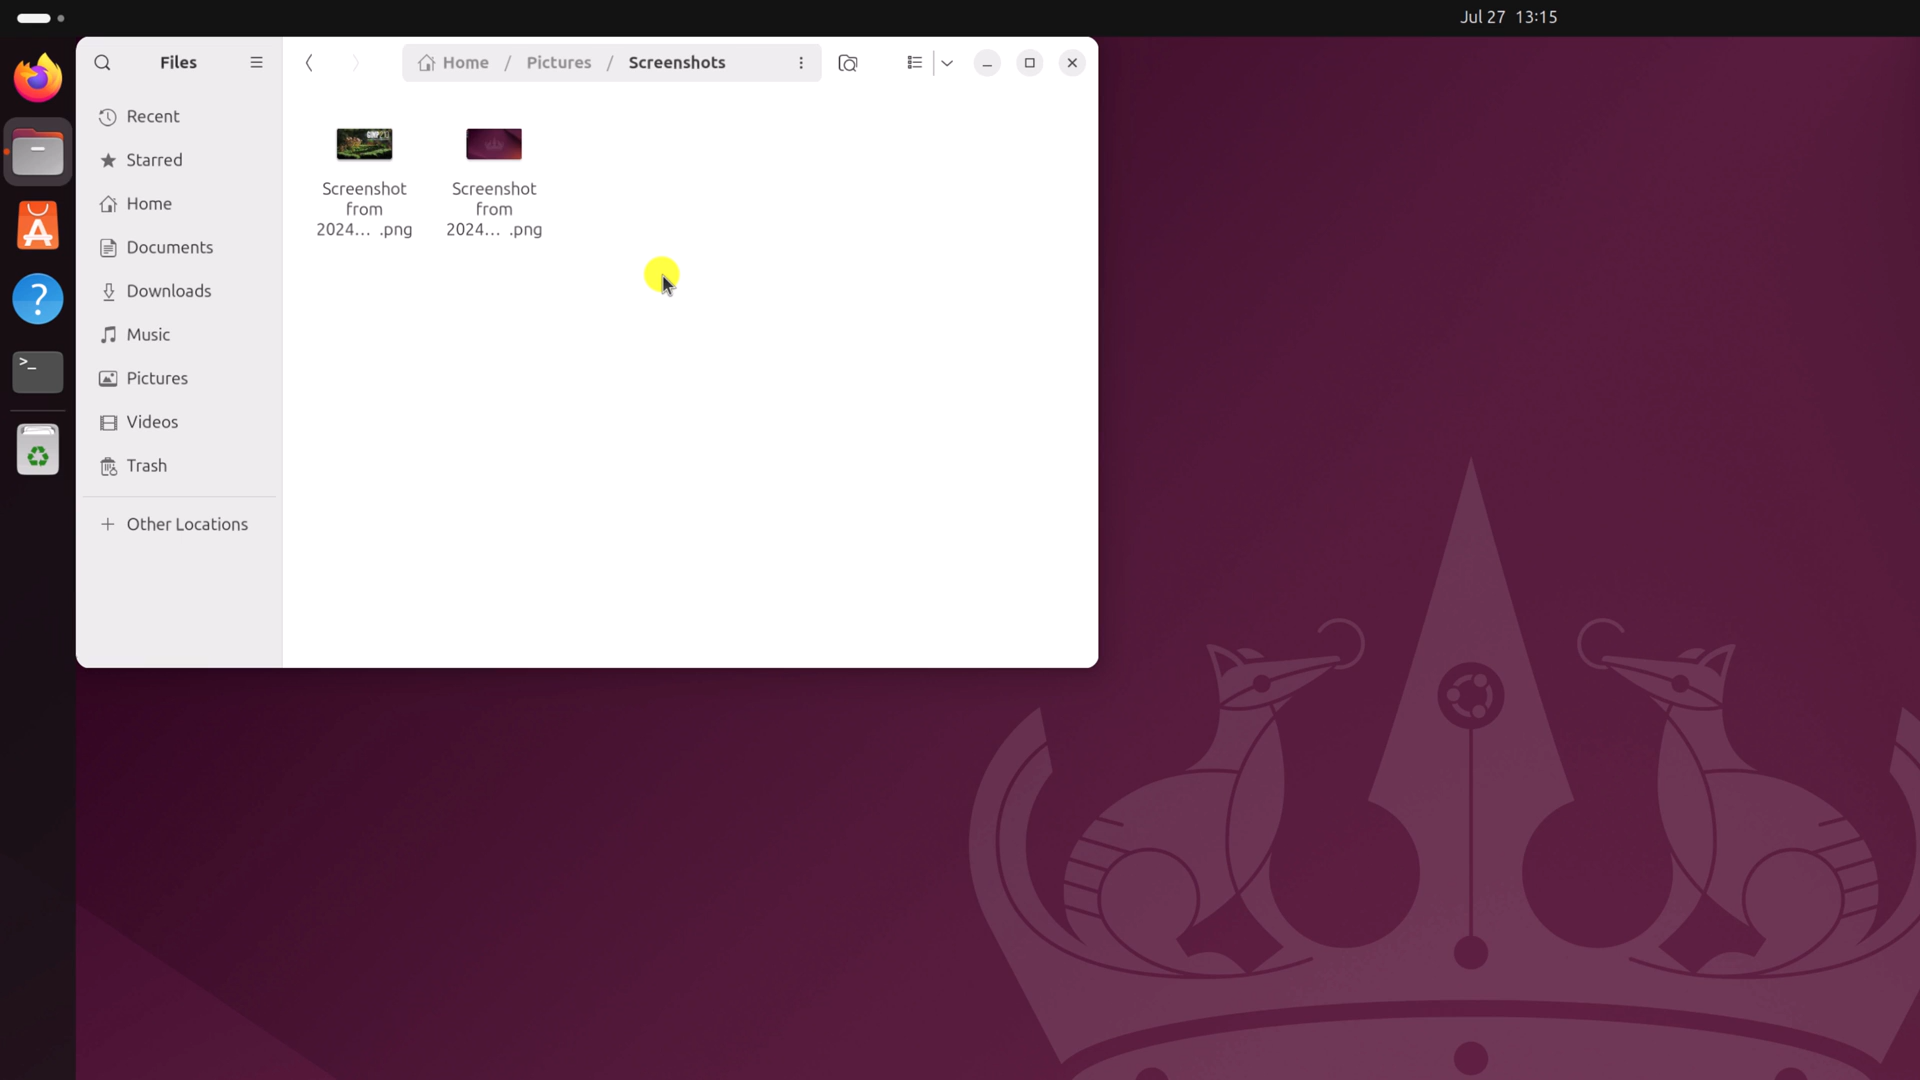 Jul 27 13:15
Files
Home / Pictures / Screenshots
Recent
Starred
Home
Documents
Downloads
Music
Pictures
Videos
Trash
Other Locations
Screenshot
from
2024... .png
Screenshot
from
2024... .png